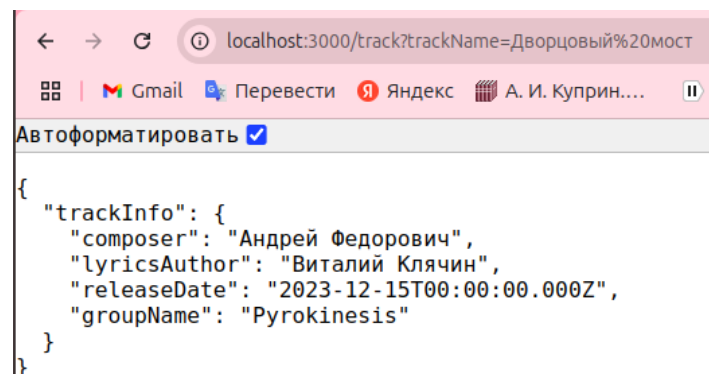 localhost:3000/track?trackName=Дворцовый%20мост
Gmail Перевести Яндекс А. И. Куприн....
Автоформатировать
{
  "trackInfo": {
    "composer": "Андрей Федорович",
    "lyricsAuthor": "Виталий Клячин",
    "releaseDate": "2023-12-15T00:00:00.000Z",
    "groupName": "Pyrokinesis"
  }
}